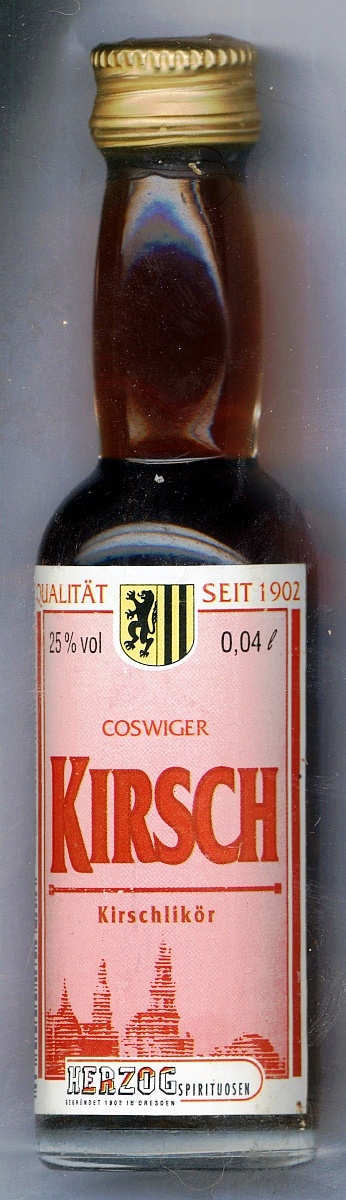 QUALITÄT SEIT 1902
25 % vol 0,04 ℓ
COSWIGER
KIRSCH
Kirschlikör
HERZOG SPIRITUOSEN
GEGRÜNDET 1902 IN DRESDEN